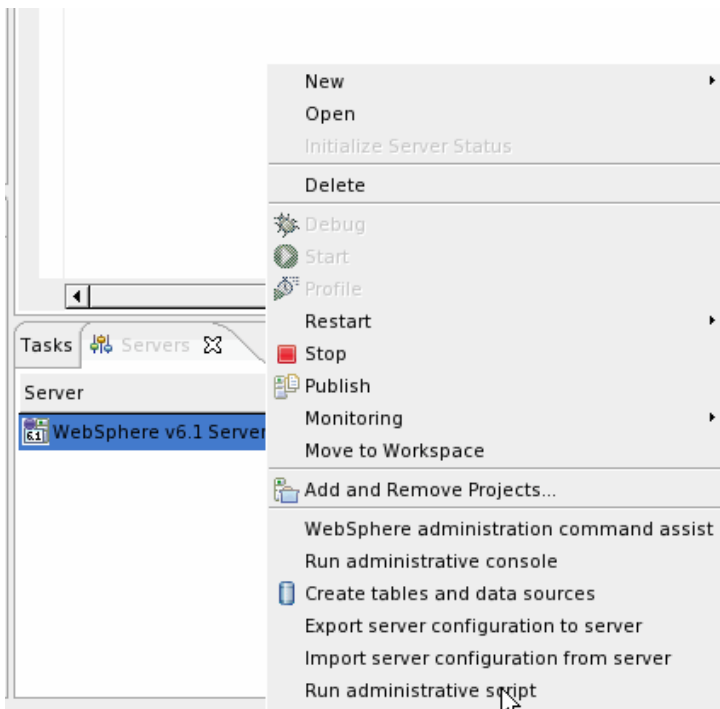 New
Open
Initialize Server Status
Delete
Debug
Start
Profile
Restart
Stop
Publish
Monitoring
Move to Workspace
Add and Remove Projects...
WebSphere administration command assist
Run administrative console
Create tables and data sources
Export server configuration to server
Import server configuration from server
Run administrative script
Tasks Servers
Server
6.1 WebSphere v6.1 Server